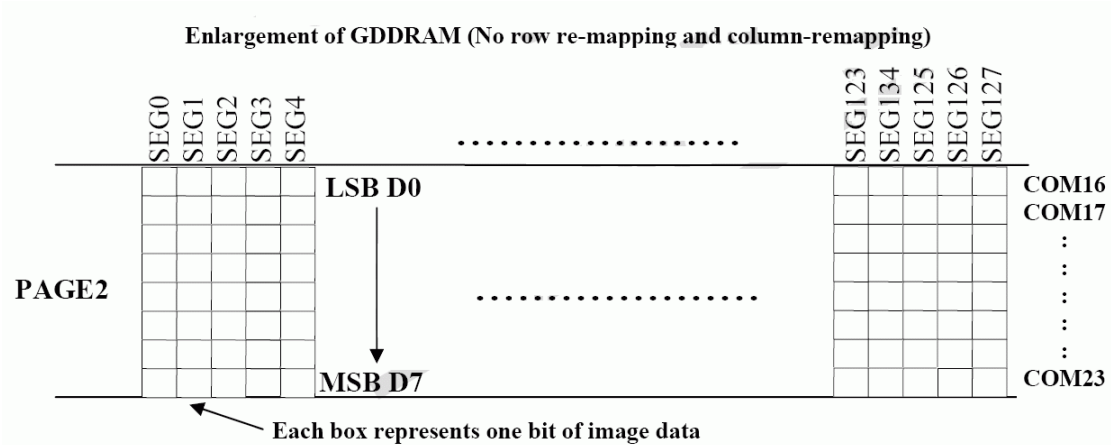 Enlargement of GDDRAM (No row re-mapping and column-remapping)
SEG0
SEG1
SEG2
SEG3
SEG4
....................
SEG123
SEG134
SEG125
SEG126
SEG127
LSB D0
COM16
COM17
:
:
PAGE2
....................
:
:
:
MSB D7
COM23
Each box represents one bit of image data